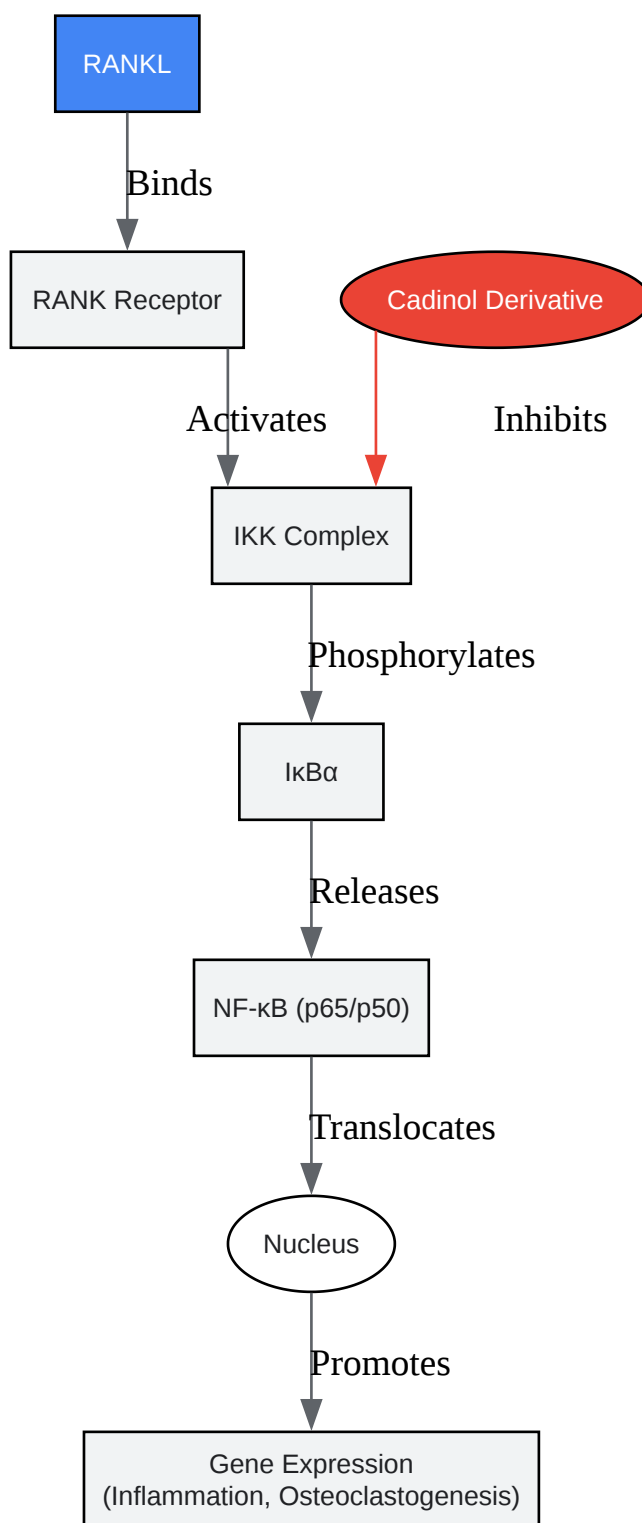 RANKL
Binds
RANK Receptor
Cadinol Derivative
Activates
Inhibits
IKK Complex
Phosphorylates
IκBα
Releases
NF-κB (p65/p50)
Translocates
Nucleus
Promotes
Gene Expression
(Inflammation, Osteoclastogenesis)